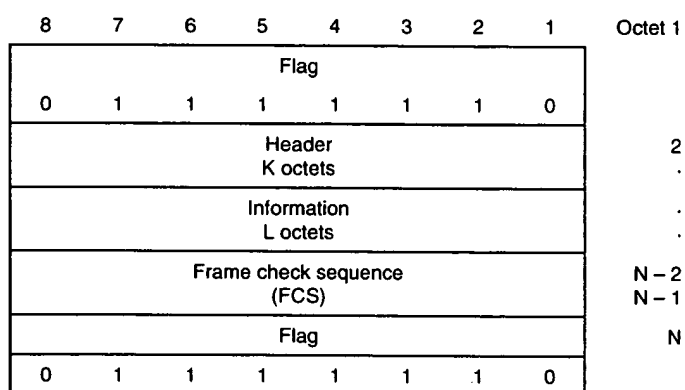 8 7 6 5 4 3 2 1 Octet 1
Flag
0 1 1 1 1 1 1 0
Header 2
K octets .
Information .
L octets .
Frame check sequence N – 2
(FCS) N – 1
Flag N
0 1 1 1 1 1 1 0